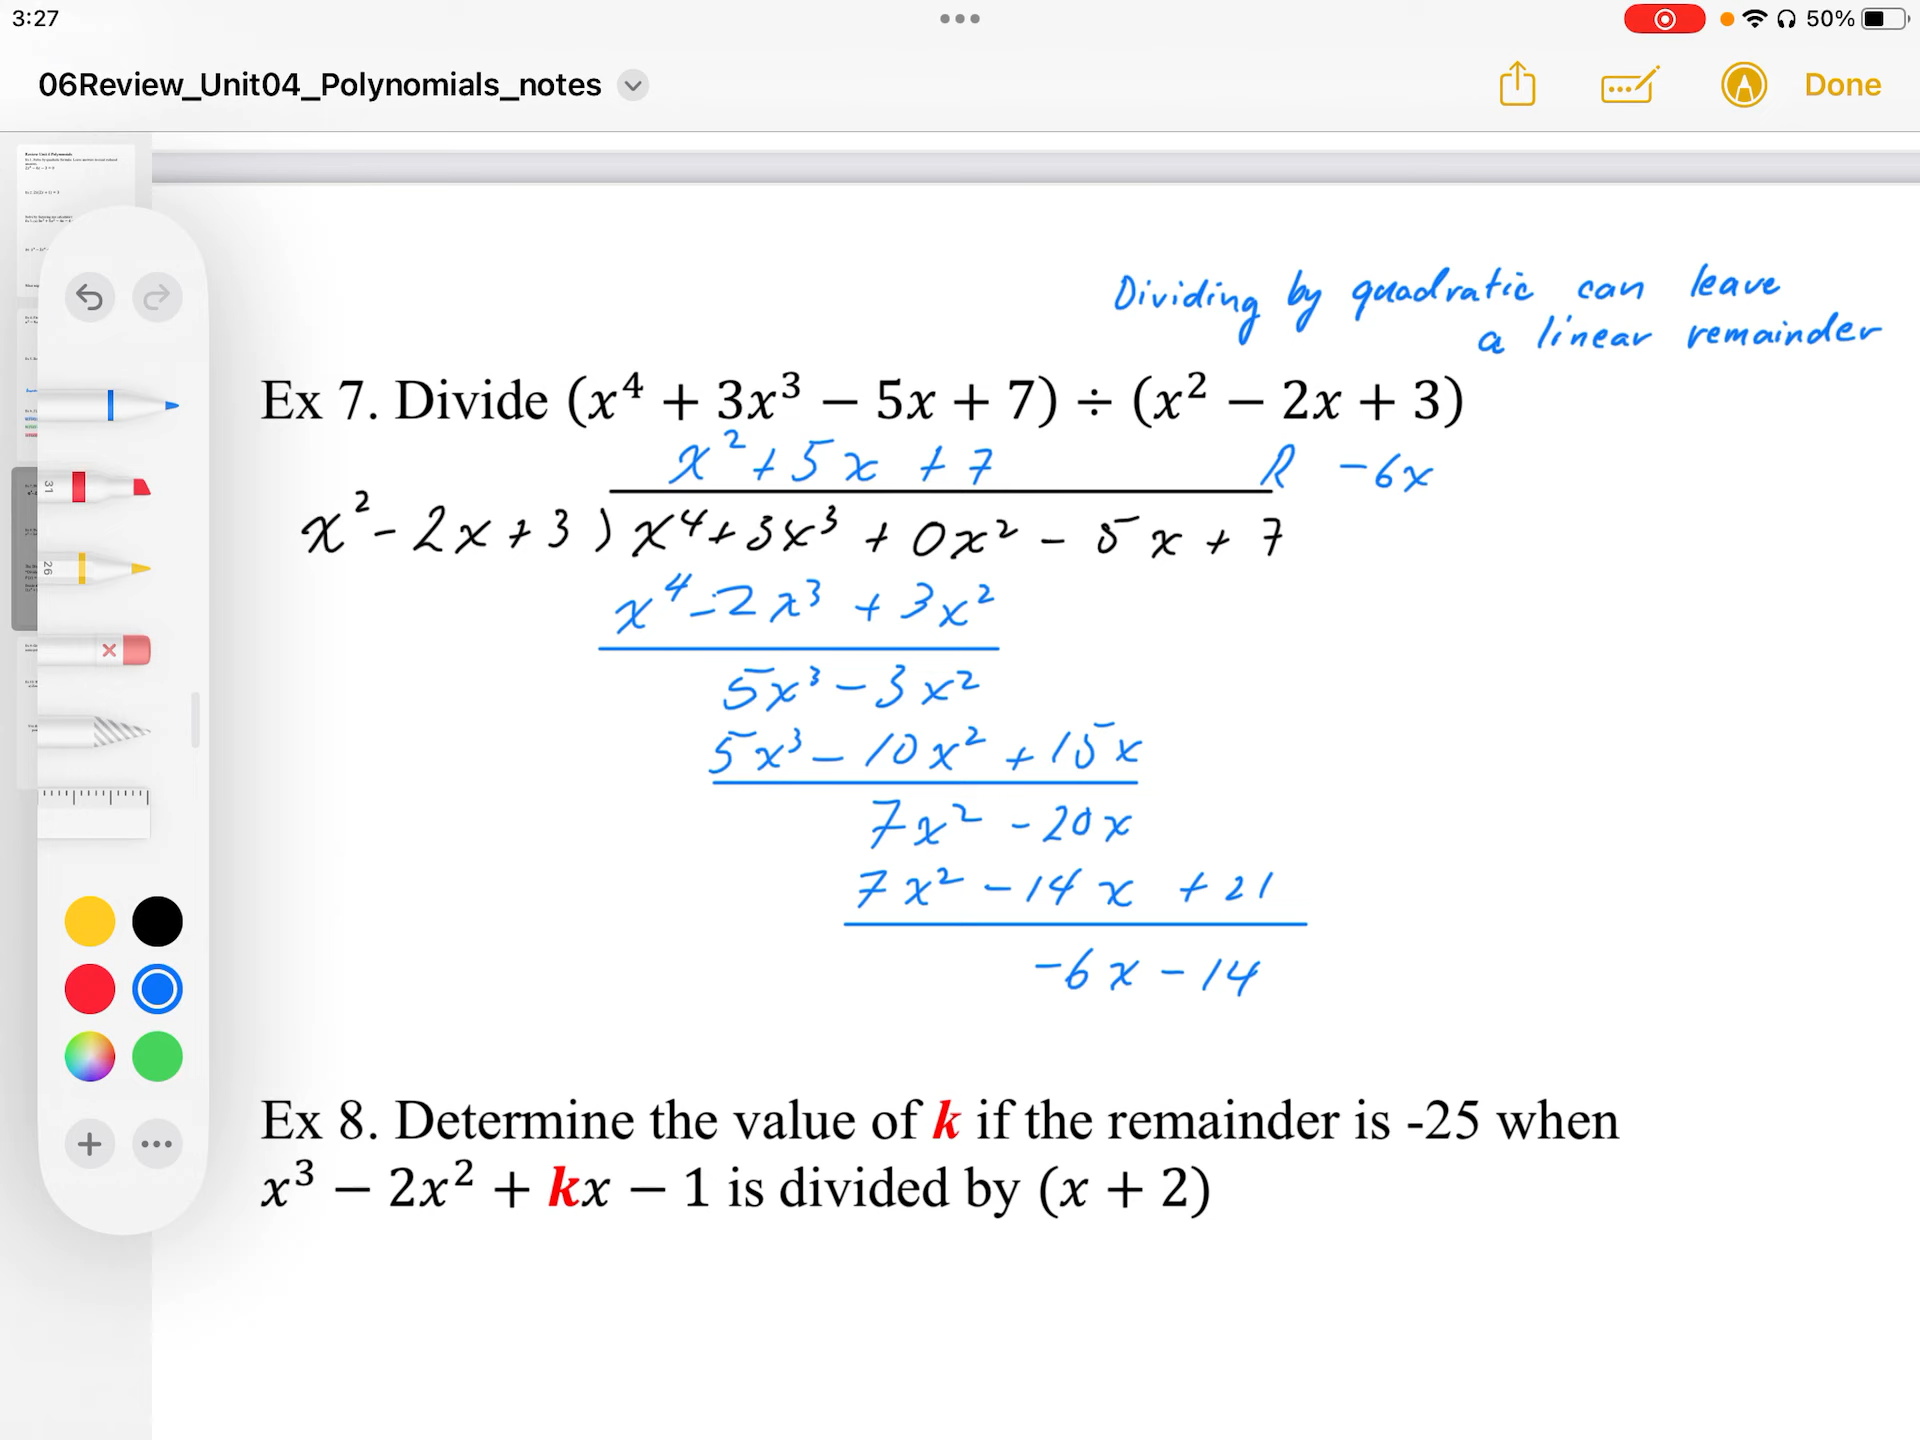 3:27
50%
06Review_Unit04_Polynomials_notes
Done
Dividing by quadratic can leave
a linear remainder
Ex 7. Divide (x⁴ + 3x³ − 5x + 7) ÷ (x² − 2x + 3)
x² + 5x + 7 R −6x
x² − 2x + 3 ) x⁴ + 3x³ + 0x² − 5x + 7
x⁴ − 2x³ + 3x²
5x³ − 3x²
5x³ − 10x² + 15x
7x² − 20x
7x² − 14x + 21
−6x − 14
31
26
Ex 8. Determine the value of k if the remainder is -25 when
x³ − 2x² + kx − 1 is divided by (x + 2)